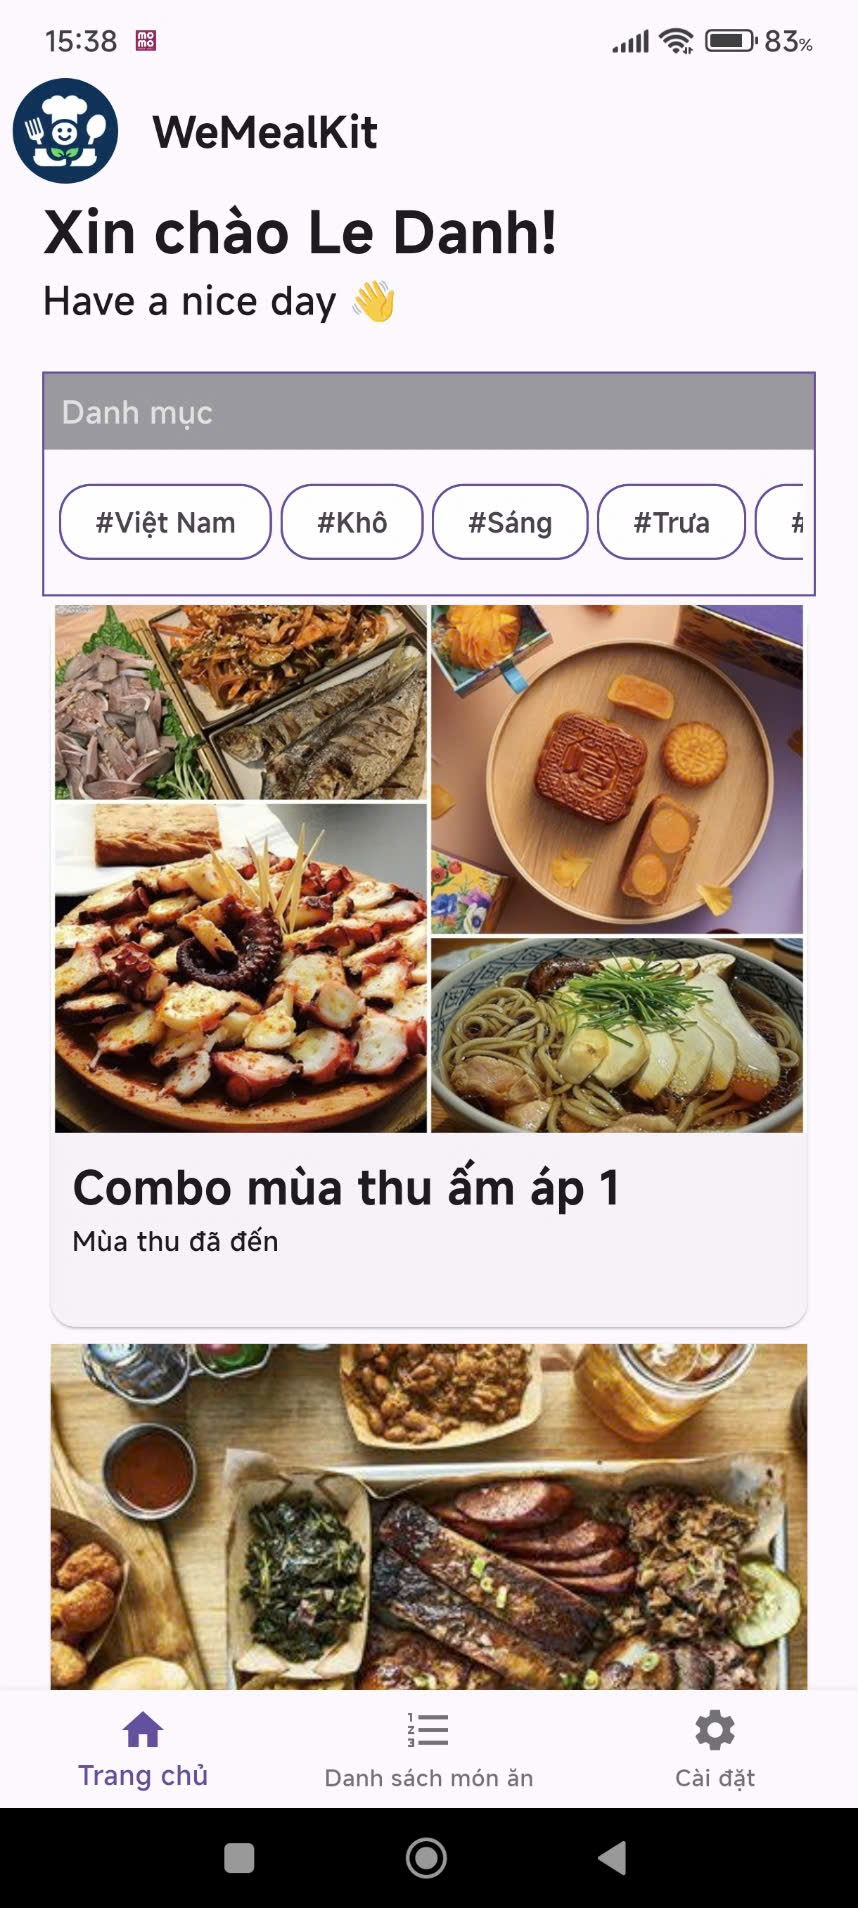 15:38
83%
WeMealKit
Xin chào Le Danh!
Have a nice day 👋
Danh mục
#Việt Nam #Khô #Sáng #Trưa #
Combo mùa thu ấm áp 1
Mùa thu đã đến
Trang chủ
Danh sách món ăn
Cài đặt